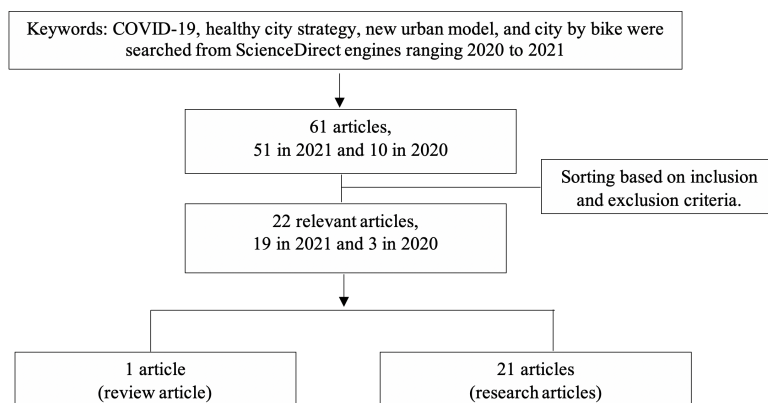 Keywords: COVID-19, healthy city strategy, new urban model, and city by bike were
searched from ScienceDirect engines ranging 2020 to 2021
61 articles,
51 in 2021 and 10 in 2020
Sorting based on inclusion
and exclusion criteria.
22 relevant articles,
19 in 2021 and 3 in 2020
1 article
(review article)
21 articles
(research articles)